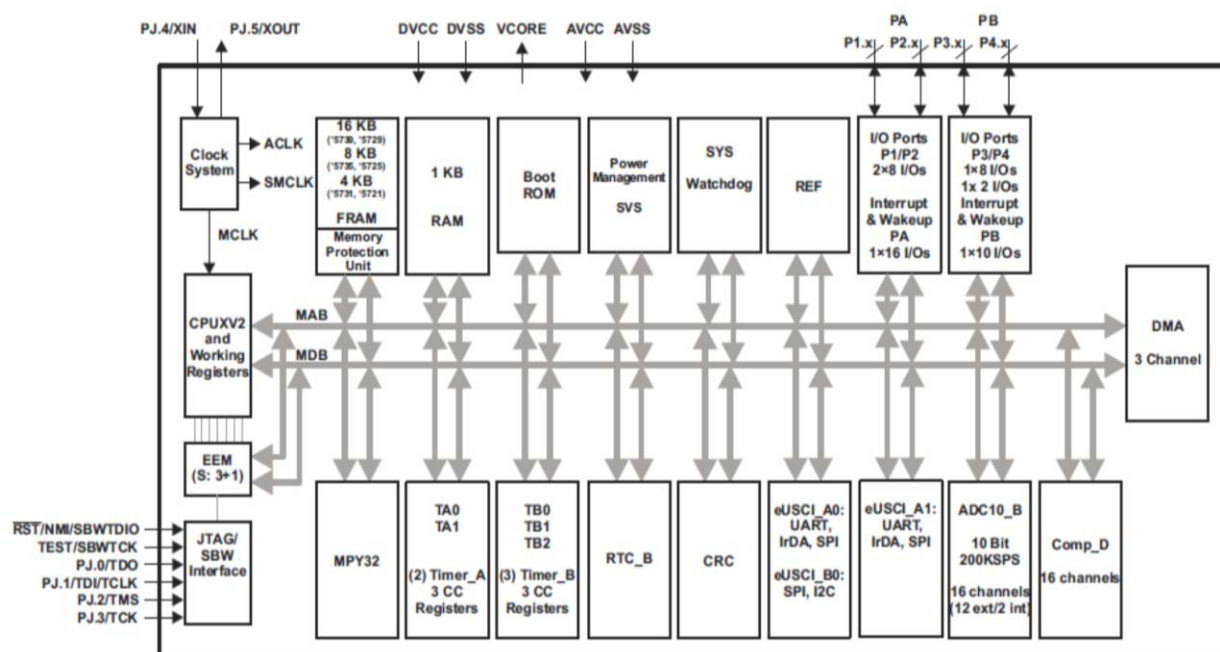 PJ.4/XIN
PJ.5/XOUT
DVCC
DVSS
VCORE
AVCC
AVSS
PA
PB
P1.x
P2.x
P3.x
P4.x
Clock
System
ACLK
SMCLK
MCLK
16 KB
('5739, '5729)
8 KB
('5735, '5725)
4 KB
('5731, '5721)
FRAM
Memory
Protection
Unit
1 KB
RAM
Boot
ROM
Power
Management
SVS
SYS
Watchdog
REF
I/O Ports
P1/P2
2×8 I/Os
Interrupt
& Wakeup
PA
1×16 I/Os
I/O Ports
P3/P4
1×8 I/Os
1x 2 I/Os
Interrupt
& Wakeup
PB
1×10 I/Os
CPUXV2
and
Working
Registers
MAB
MDB
DMA
3 Channel
EEM
(S: 3+1)
RST/NMI/SBWTDIO
TEST/SBWTCK
PJ.0/TDO
PJ.1/TDI/TCLK
PJ.2/TMS
PJ.3/TCK
JTAG/
SBW
Interface
MPY32
TA0
TA1
(2) Timer_A
3 CC
Registers
TB0
TB1
TB2
(3) Timer_B
3 CC
Registers
RTC_B
CRC
eUSCI_A0:
UART,
IrDA, SPI
eUSCI_B0:
SPI, I2C
eUSCI_A1:
UART,
IrDA, SPI
ADC10_B
10 Bit
200KSPS
16 channels
(12 ext/2 int)
Comp_D
16 channels